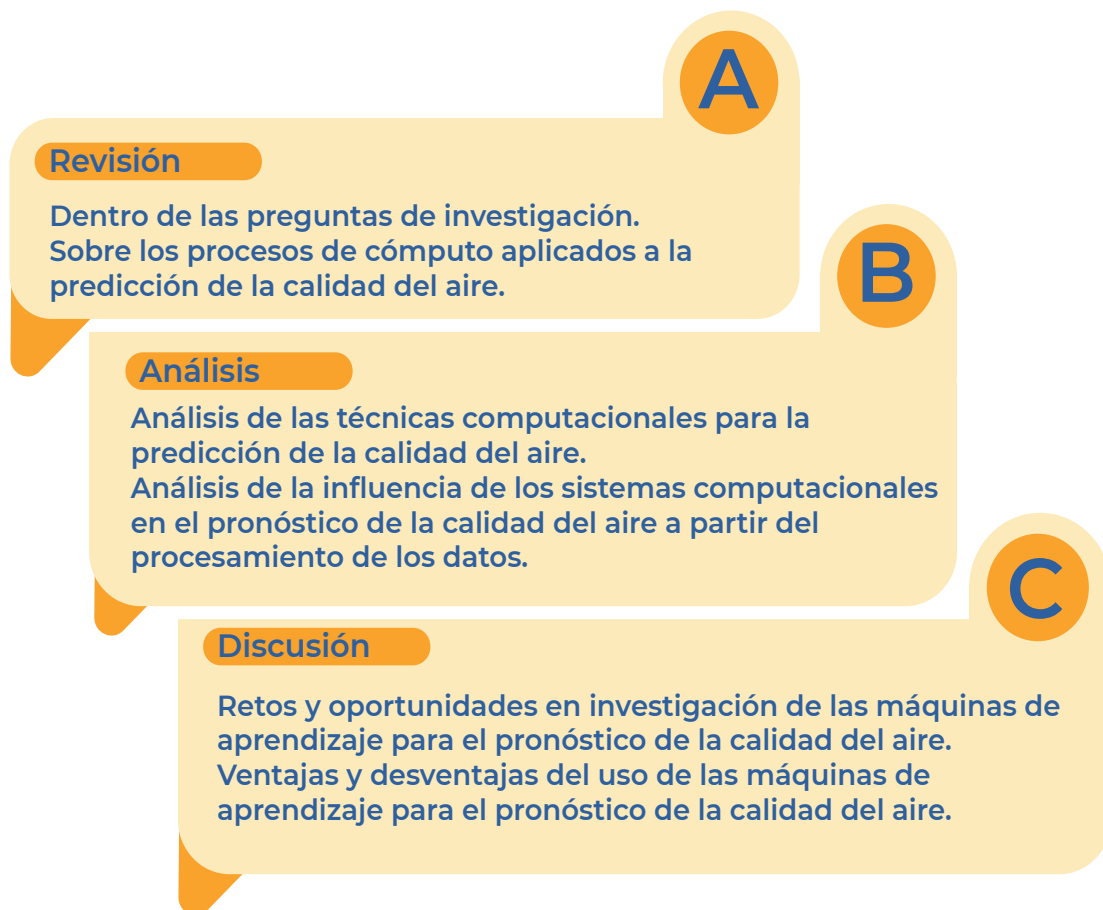 A
Revisión
Dentro de las preguntas de investigación.
Sobre los procesos de cómputo aplicados a la
predicción de la calidad del aire.
B
Análisis
Análisis de las técnicas computacionales para la
predicción de la calidad del aire.
Análisis de la influencia de los sistemas computacionales
en el pronóstico de la calidad del aire a partir del
procesamiento de los datos.
C
Discusión
Retos y oportunidades en investigación de las máquinas de
aprendizaje para el pronóstico de la calidad del aire.
Ventajas y desventajas del uso de las máquinas de
aprendizaje para el pronóstico de la calidad del aire.